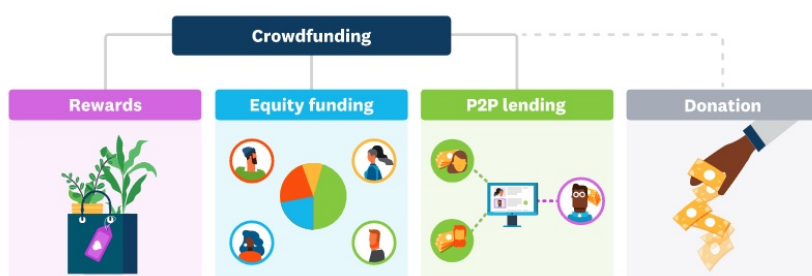 Crowdfunding
Rewards
Equity funding
P2P lending
Donation